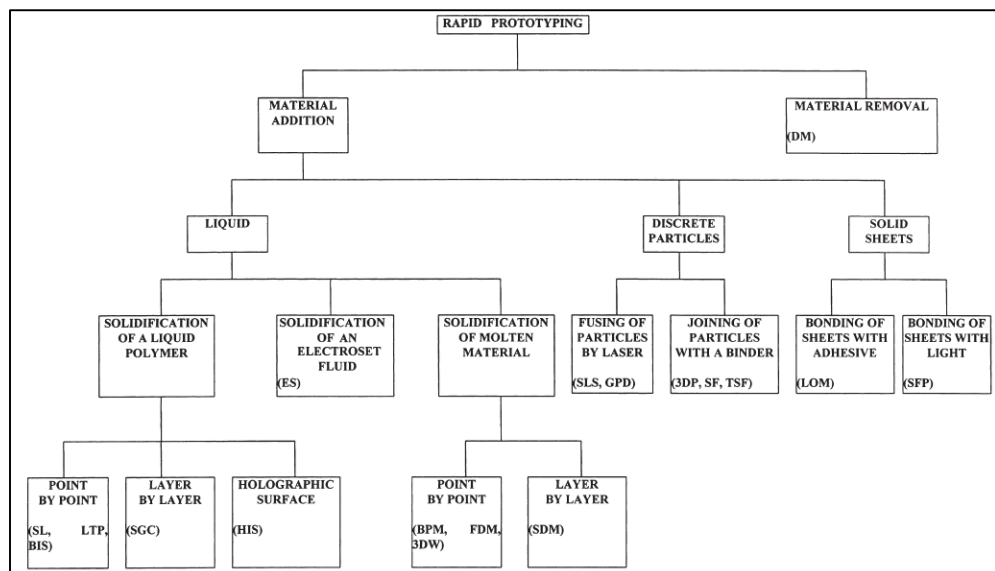 RAPID PROTOTYPING
MATERIAL
ADDITION
MATERIAL REMOVAL
(DM)
LIQUID
DISCRETE
PARTICLES
SOLID
SHEETS
SOLIDIFICATION
OF A LIQUID
POLYMER
SOLIDIFICATION
OF AN
ELECTROSET
FLUID
(ES)
SOLIDIFICATION
OF MOLTEN
MATERIAL
FUSING OF
PARTICLES
BY LASER
(SLS, GPD)
JOINING OF
PARTICLES
WITH A BINDER
(3DP, SF, TSF)
BONDING OF
SHEETS WITH
ADHESIVE
(LOM)
BONDING OF
SHEETS WITH
LIGHT
(SFP)
POINT
BY POINT
(SL, LTP,
BIS)
LAYER
BY LAYER
(SGC)
HOLOGRAPHIC
SURFACE
(HIS)
POINT
BY POINT
(BPM, FDM,
3DW)
LAYER
BY LAYER
(SDM)